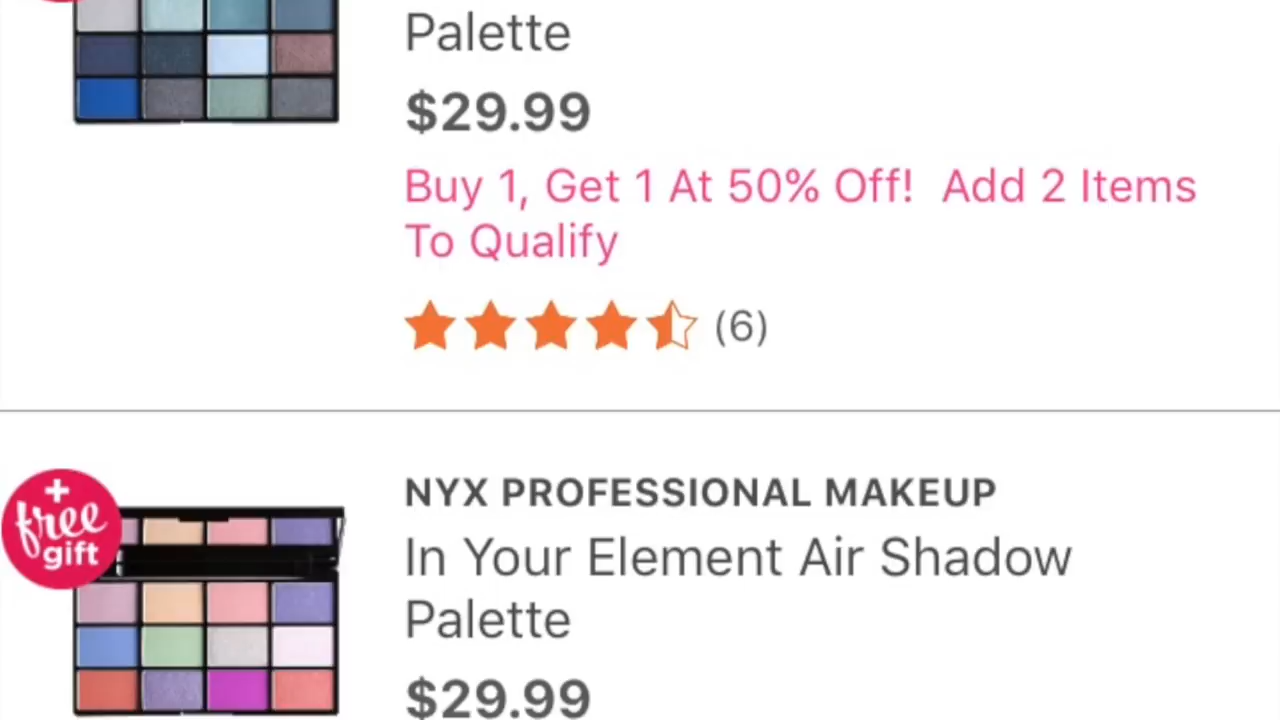 Palette
$29.99
Buy 1, Get 1 At 50% Off!  Add 2 Items
To Qualify
(6)
+
free
gift
NYX PROFESSIONAL MAKEUP
In Your Element Air Shadow
Palette
$29.99